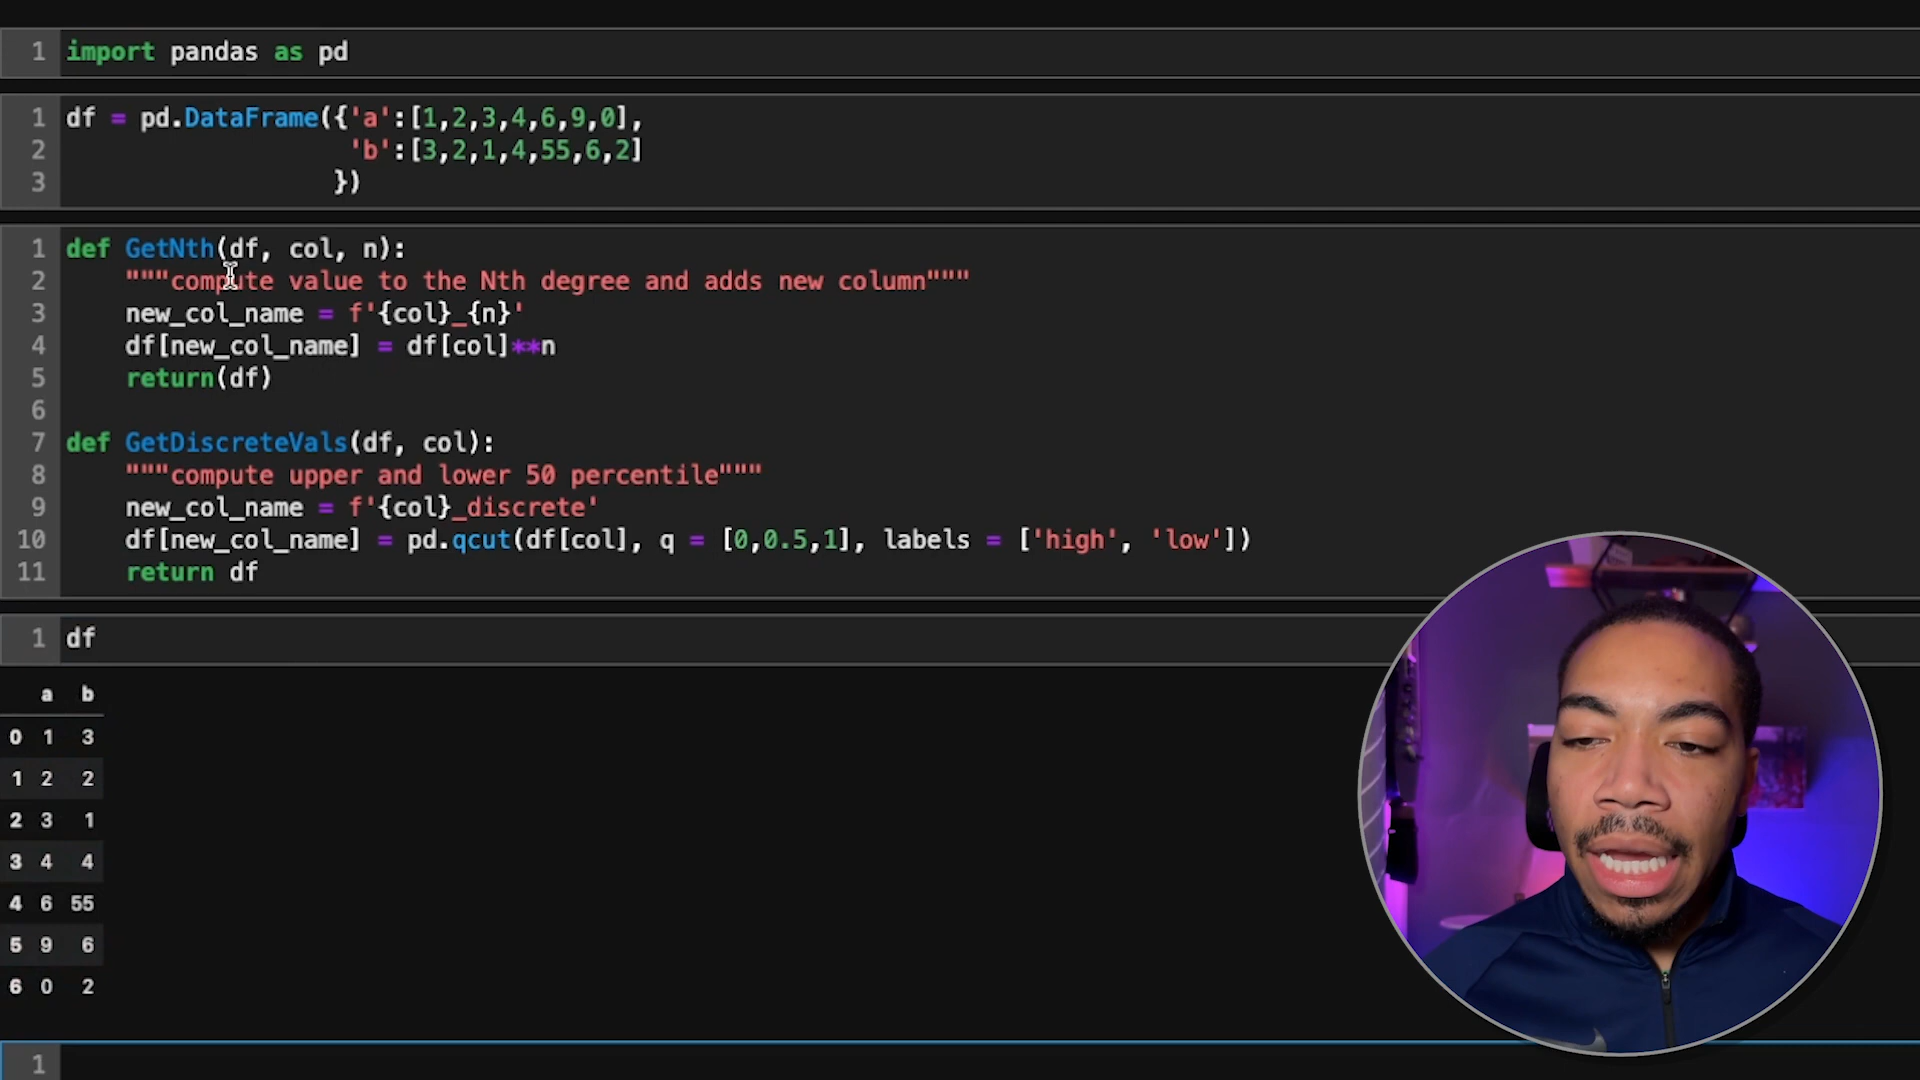 1 import pandas as pd
1 df = pd.DataFrame({'a':[1,2,3,4,6,9,0],
2 'b':[3,2,1,4,55,6,2]
3 })
1 def GetNth(df, col, n):
2 """compute value to the Nth degree and adds new column"""
3 new_col_name = f'{col}_{n}'
4 df[new_col_name] = df[col]**n
5 return(df)
6
7 def GetDiscreteVals(df, col):
8 """compute upper and lower 50 percentile"""
9 new_col_name = f'{col}_discrete'
10 df[new_col_name] = pd.qcut(df[col], q = [0,0.5,1], labels = ['high', 'low'])
11 return df
1 df
a b
0 1 3
1 2 2
2 3 1
3 4 4
4 6 55
5 9 6
6 0 2
1